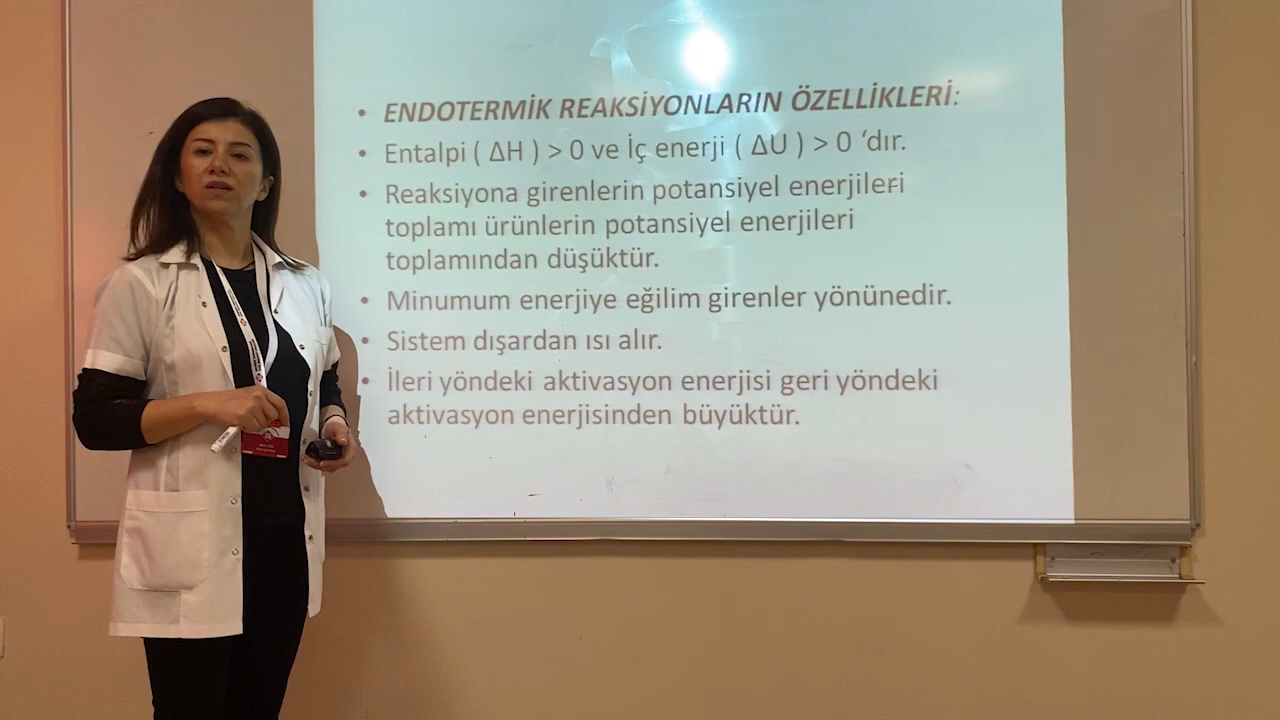 • ENDOTERMİK REAKSİYONLARIN ÖZELLİKLERİ:
• Entalpi ( ΔH ) > 0 ve İç enerji ( ΔU ) > 0 ‘dır.
• Reaksiyona girenlerin potansiyel enerjileri
toplamı ürünlerin potansiyel enerjileri
toplamından düşüktür.
• Minumum enerjiye eğilim girenler yönünedir.
• Sistem dışardan ısı alır.
• İleri yöndeki aktivasyon enerjisi geri yöndeki
aktivasyon enerjisinden büyüktür.